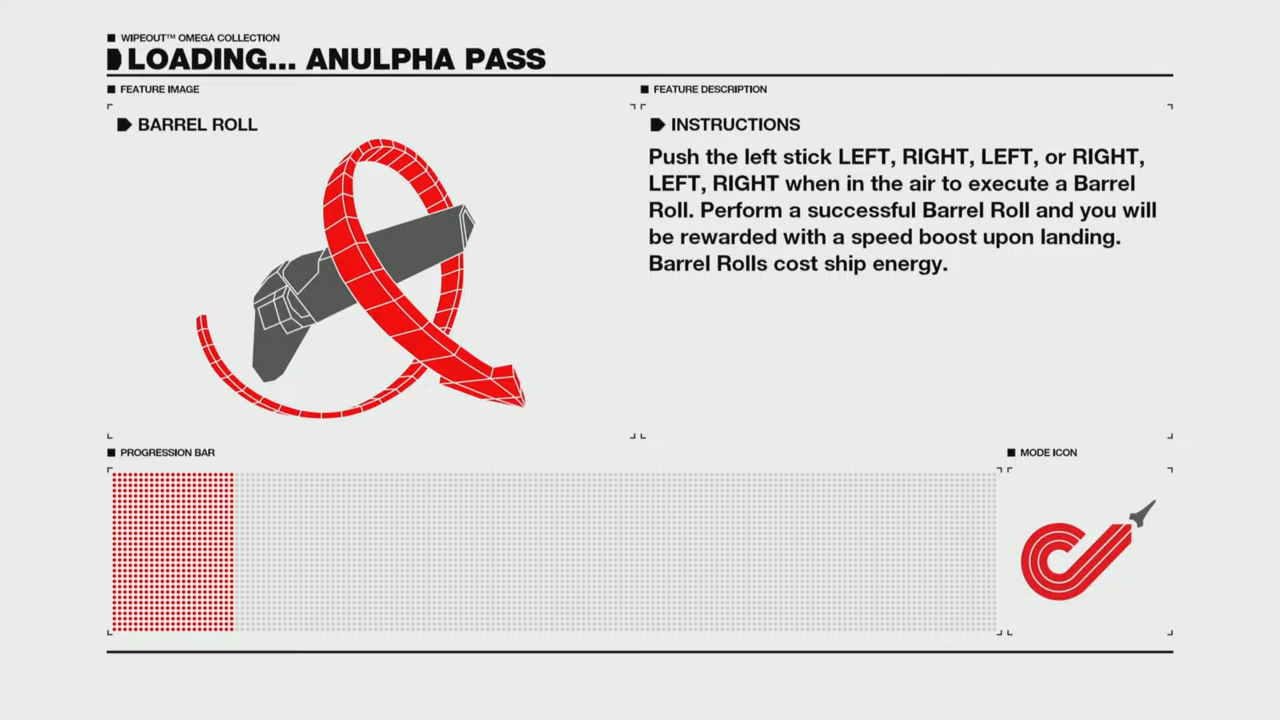 WIPEOUT™ OMEGA COLLECTION
LOADING... ANULPHA PASS
FEATURE IMAGE
BARREL ROLL
FEATURE DESCRIPTION
INSTRUCTIONS
Push the left stick LEFT, RIGHT, LEFT, or RIGHT,
LEFT, RIGHT when in the air to execute a Barrel
Roll. Perform a successful Barrel Roll and you will
be rewarded with a speed boost upon landing.
Barrel Rolls cost ship energy.
PROGRESSION BAR
MODE ICON